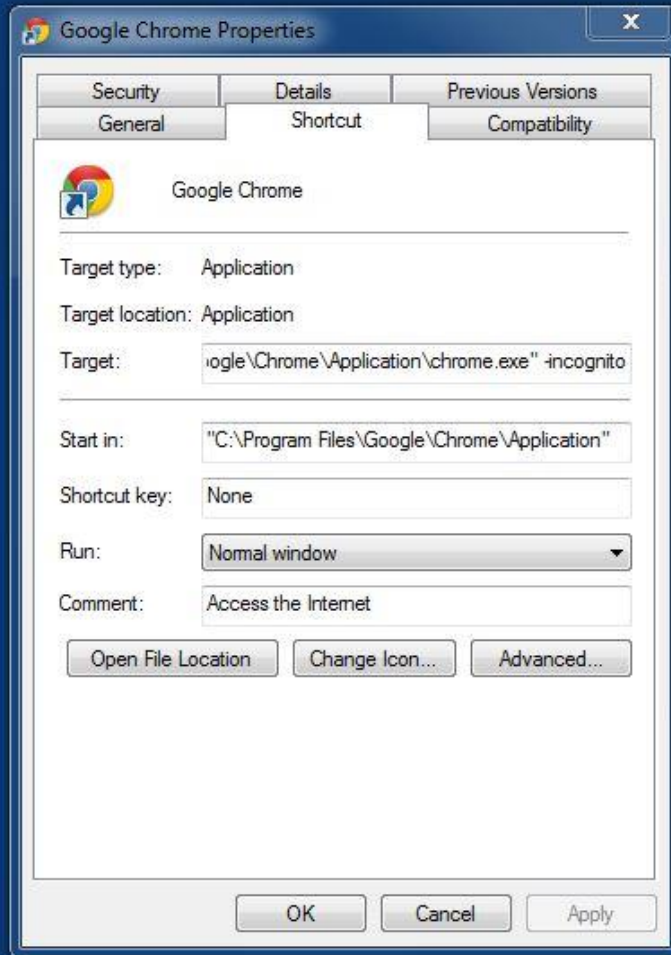 Google Chrome Properties
X
Security Details Previous Versions
General Shortcut Compatibility
Google Chrome
Target type: Application
Target location: Application
Target: ogle\Chrome\Application\chrome.exe" -incognito
Start in: "C:\Program Files\Google\Chrome\Application"
Shortcut key: None
Run: Normal window
Comment: Access the Internet
Open File Location Change Icon... Advanced...
OK Cancel Apply